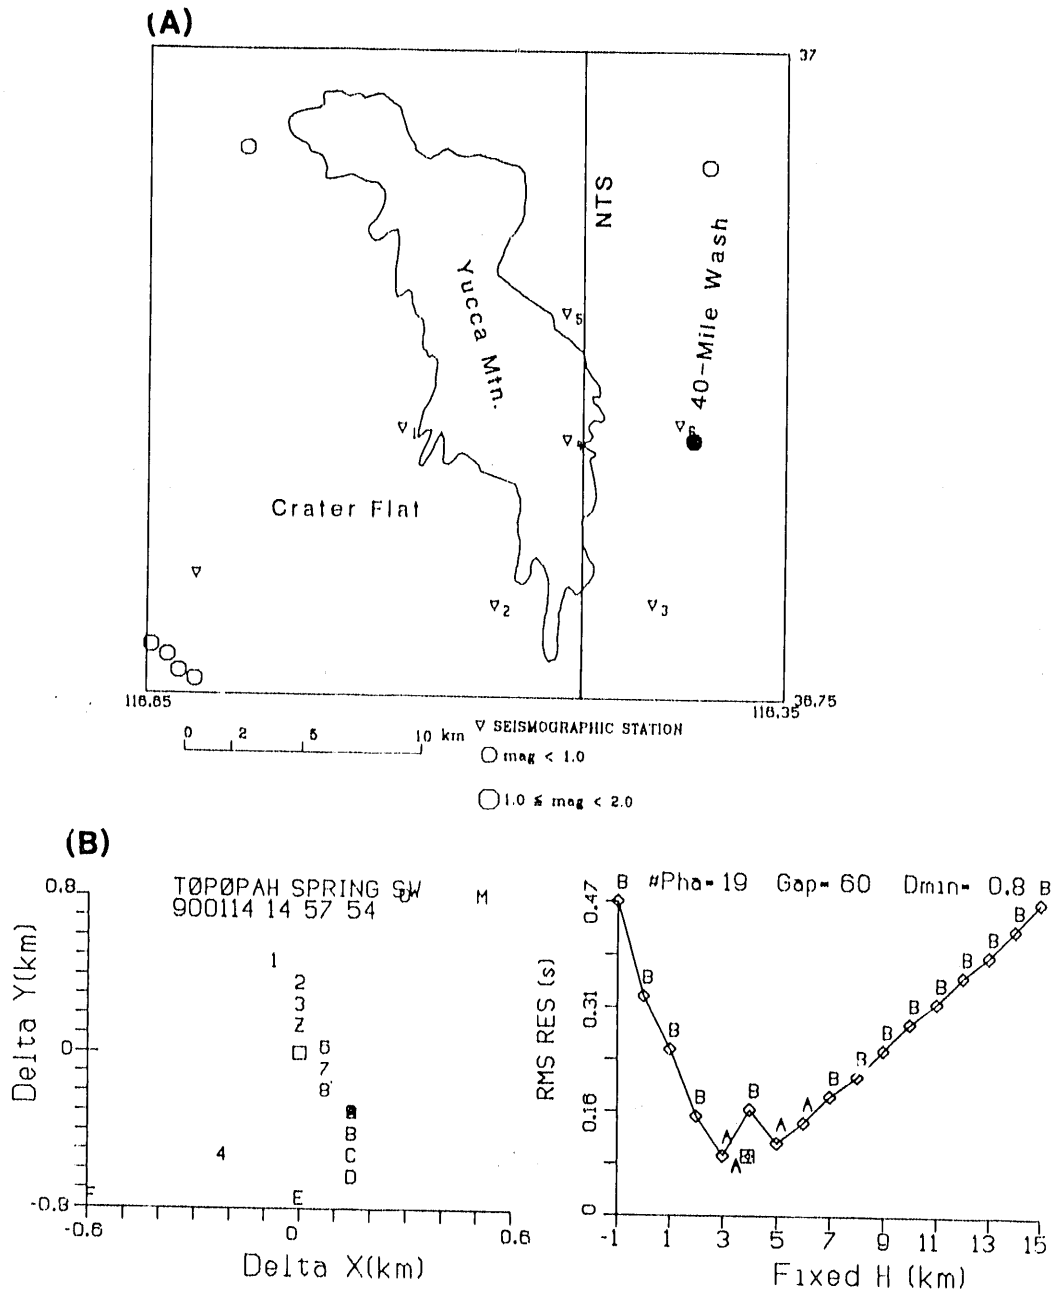 (A)
37
NTS
40-Mile Wash
Yucca Mtn.
5
6
1
4
Crater Flat
2
3
116.65
116.35
36.75
0 2 5 10 km
▽ SEISMOGRAPHIC STATION
mag < 1.0
1.0 ≤ mag < 2.0
(B)
TØPØPAH SPRING SW
900114 14 57 54
M
0.8
0
-0.8
Delta Y(km)
1
2
3
Z
6
7
8
B
C
D
4
E
-0.6
0
0.6
Delta X(km)
#Pha= 19 Gap= 60 Dmin= 0.8
B
B
B
B
A
A
B
A
A
B
B
B
B
B
B
B
B
B
0.47
0.31
0.16
0
RMS RES (s)
-1 1 3 5 7 9 11 13 15
Fixed H (km)